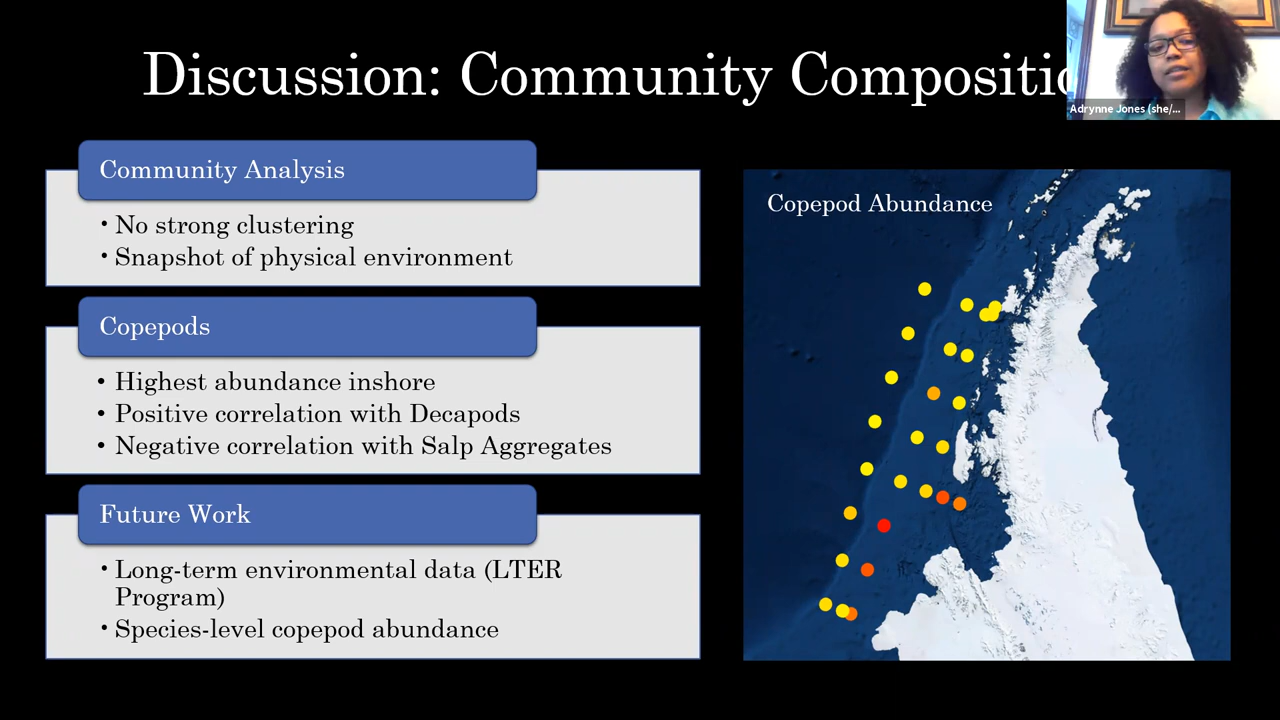 Discussion: Community Compositio
Adrynne Jones (she/...
Community Analysis
• No strong clustering
• Snapshot of physical environment
Copepods
• Highest abundance inshore
• Positive correlation with Decapods
• Negative correlation with Salp Aggregates
Future Work
• Long-term environmental data (LTER
Program)
• Species-level copepod abundance
Copepod Abundance